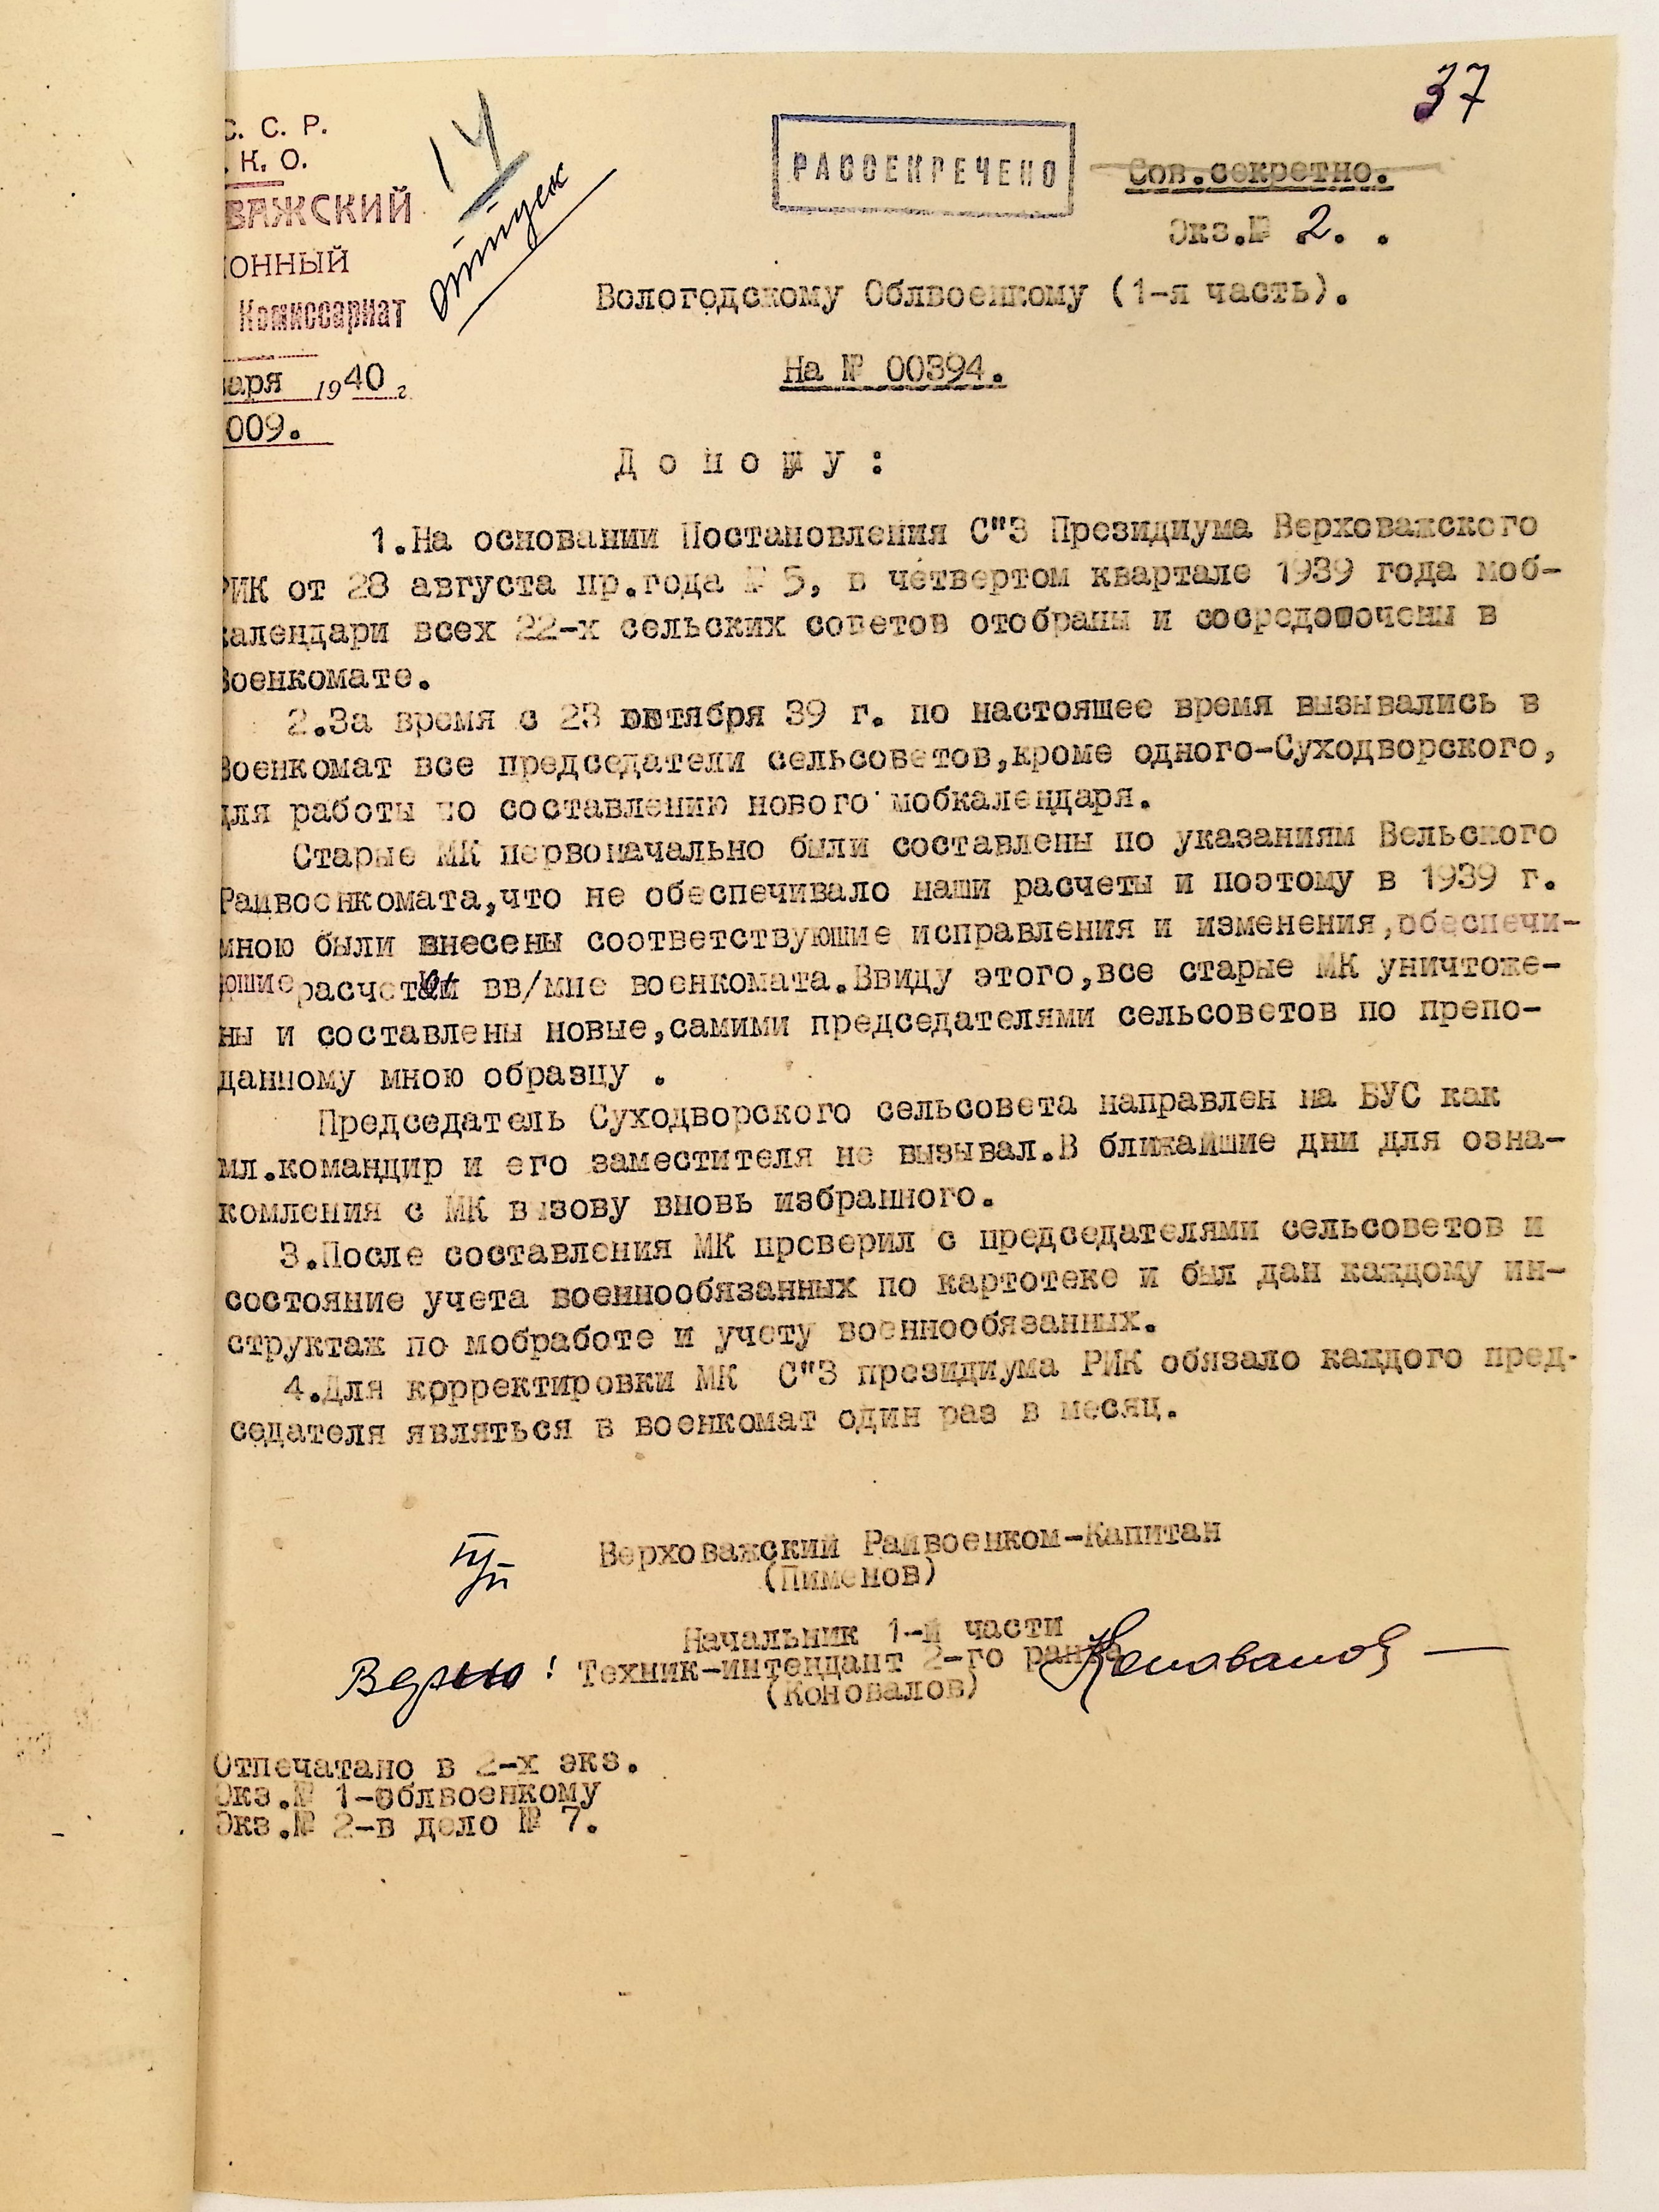 37
С. С. Р.
. К. О.
ВАЖСКИЙ
ОННЫЙ
Комиссариат
варя 1940 г.
009.
14
отпуск
РАССЕКРЕЧЕНО
Сов.секретно.
Экз.№ 2. .
Вологодскому Облвоенкому (1-я часть).
На № 00394.
Д о н о ш у :
1.На основании Постановления С"З Президиума Верховажского
РИК от 28 августа пр.года № 5, в четвертом квартале 1939 года моб-
календари всех 22-х сельских советов отобраны и сосредоточены в
Военкомате.
2.За время с 23 октября 39 г. по настоящее время вызывались в
Военкомат все председатели сельсоветов,кроме одного-Суходворского,
для работы по составлению нового мобкалендаря.
Старые МК первоначально были составлены по указаниям Вельского
Райвоенкомата,что не обеспечивало наши расчеты и поэтому в 1939 г.
мною были внесены соответствующие исправления и изменения,обеспечи-
ющие расчеты вв/мне военкомата.Ввиду этого,все старые МК уничтоже-
ны и составлены новые,самими председателями сельсоветов по препо-
данному мною образцу .
Председатель Суходворского сельсовета направлен на БУС как
мл.командир и его заместителя не вызывал.В ближайшие дни для озна-
комления с МК вызову вновь избранного.
3.После составления МК проверил с председателями сельсоветов и
состояние учета военнообязанных по картотеке и был дан каждому ин-
структаж по мобработе и учету военнообязанных.
4.Для корректировки МК С"З президиума РИК обязало каждого пред-
седателя являться в военкомат один раз в месяц.
Верховажский Райвоенком-Капитан
(Пименов)
Начальник 1-й части
Верно! Техник-интендант 2-го ранга Коновалов
(Коновалов)
Отпечатано в 2-х экз.
Экз.№ 1-облвоенкому
Экз.№ 2-в дело № 7.